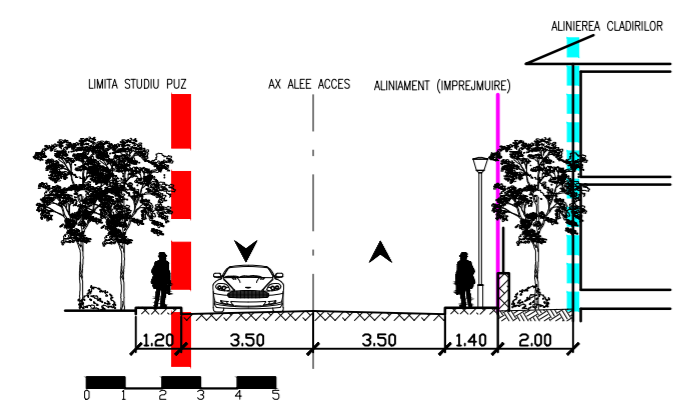 ALINIEREA CLADIRILOR
LIMITA STUDIU PUZ
AX ALEE ACCES
ALINIAMENT (IMPREJMUIRE)
1.20
3.50
3.50
1.40
2.00
0 1 2 3 4 5